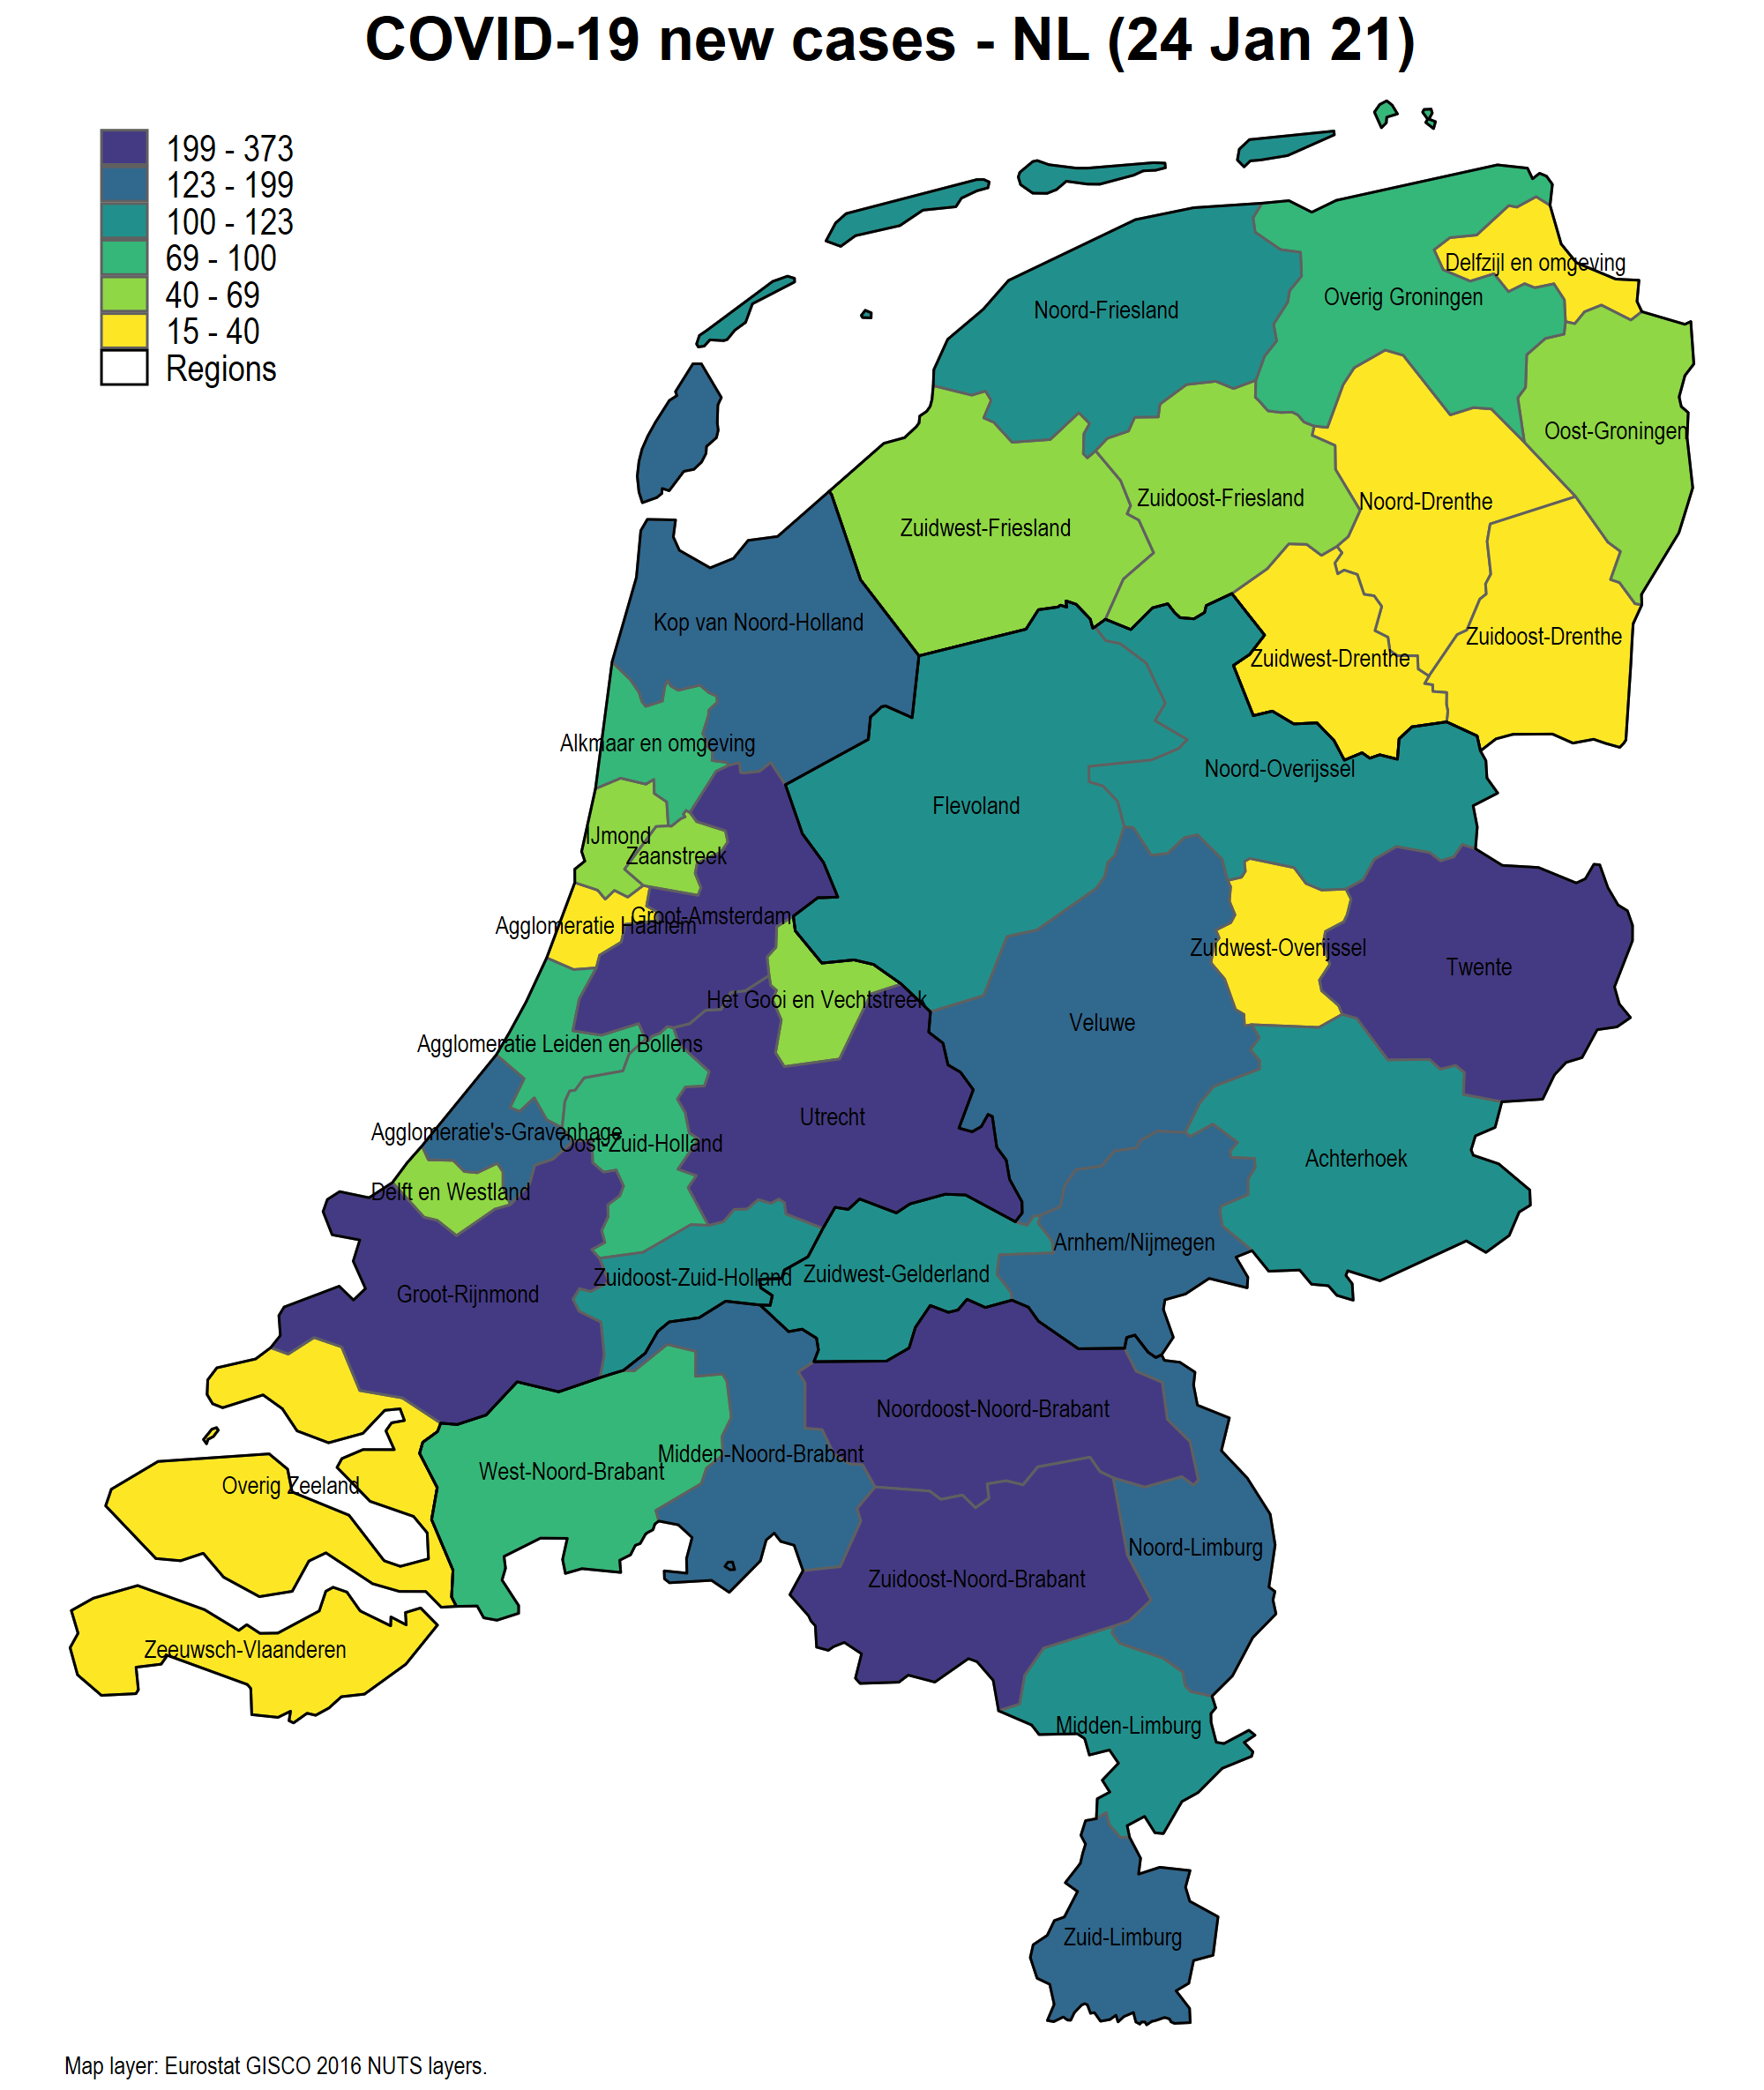 COVID-19 new cases - NL (24 Jan 21)
199 - 373
123 - 199
100 - 123
69 - 100
40 - 69
15 - 40
Regions
Delfzijl en omgeving
Overig Groningen
Noord-Friesland
Oost-Groningen
Zuidoost-Friesland
Noord-Drenthe
Zuidwest-Friesland
Kop van Noord-Holland
Zuidoost-Drenthe
Zuidwest-Drenthe
Alkmaar en omgeving
Noord-Overijssel
Flevoland
IJmond
Zaanstreek
Groot-Amsterdam
Agglomeratie Haarlem
Zuidwest-Overijssel
Twente
Het Gooi en Vechtstreek
Veluwe
Agglomeratie Leiden en Bollens
Utrecht
Agglomeratie's-Gravenhage
Oost-Zuid-Holland
Achterhoek
Delft en Westland
Arnhem/Nijmegen
Zuidwest-Gelderland
Zuidoost-Zuid-Holland
Groot-Rijnmond
Noordoost-Noord-Brabant
Midden-Noord-Brabant
West-Noord-Brabant
Overig Zeeland
Noord-Limburg
Zuidoost-Noord-Brabant
Zeeuwsch-Vlaanderen
Midden-Limburg
Zuid-Limburg
Map layer: Eurostat GISCO 2016 NUTS layers.